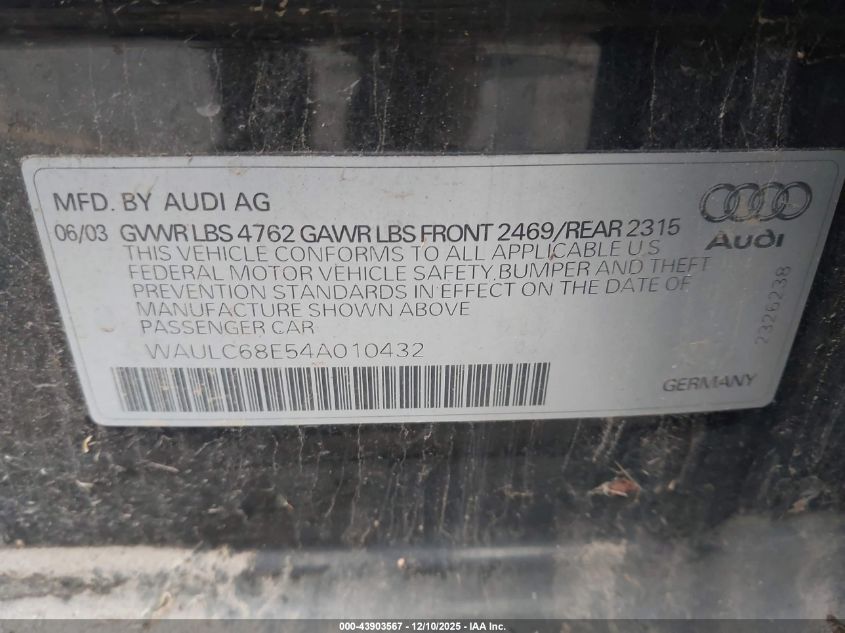 MFD. BY AUDI AG
06/03 GVWR LBS 4762 GAWR LBS FRONT 2469/REAR 2315
THIS VEHICLE CONFORMS TO ALL APPLICABLE U S
FEDERAL MOTOR VEHICLE SAFETY, BUMPER AND THEFT
PREVENTION STANDARDS IN EFFECT ON THE DATE OF
MANUFACTURE SHOWN ABOVE
PASSENGER CAR
WAULC68E54A010432
Audi
2326238
GERMANY
000-43903567 - 12/10/2025 - IAA Inc.